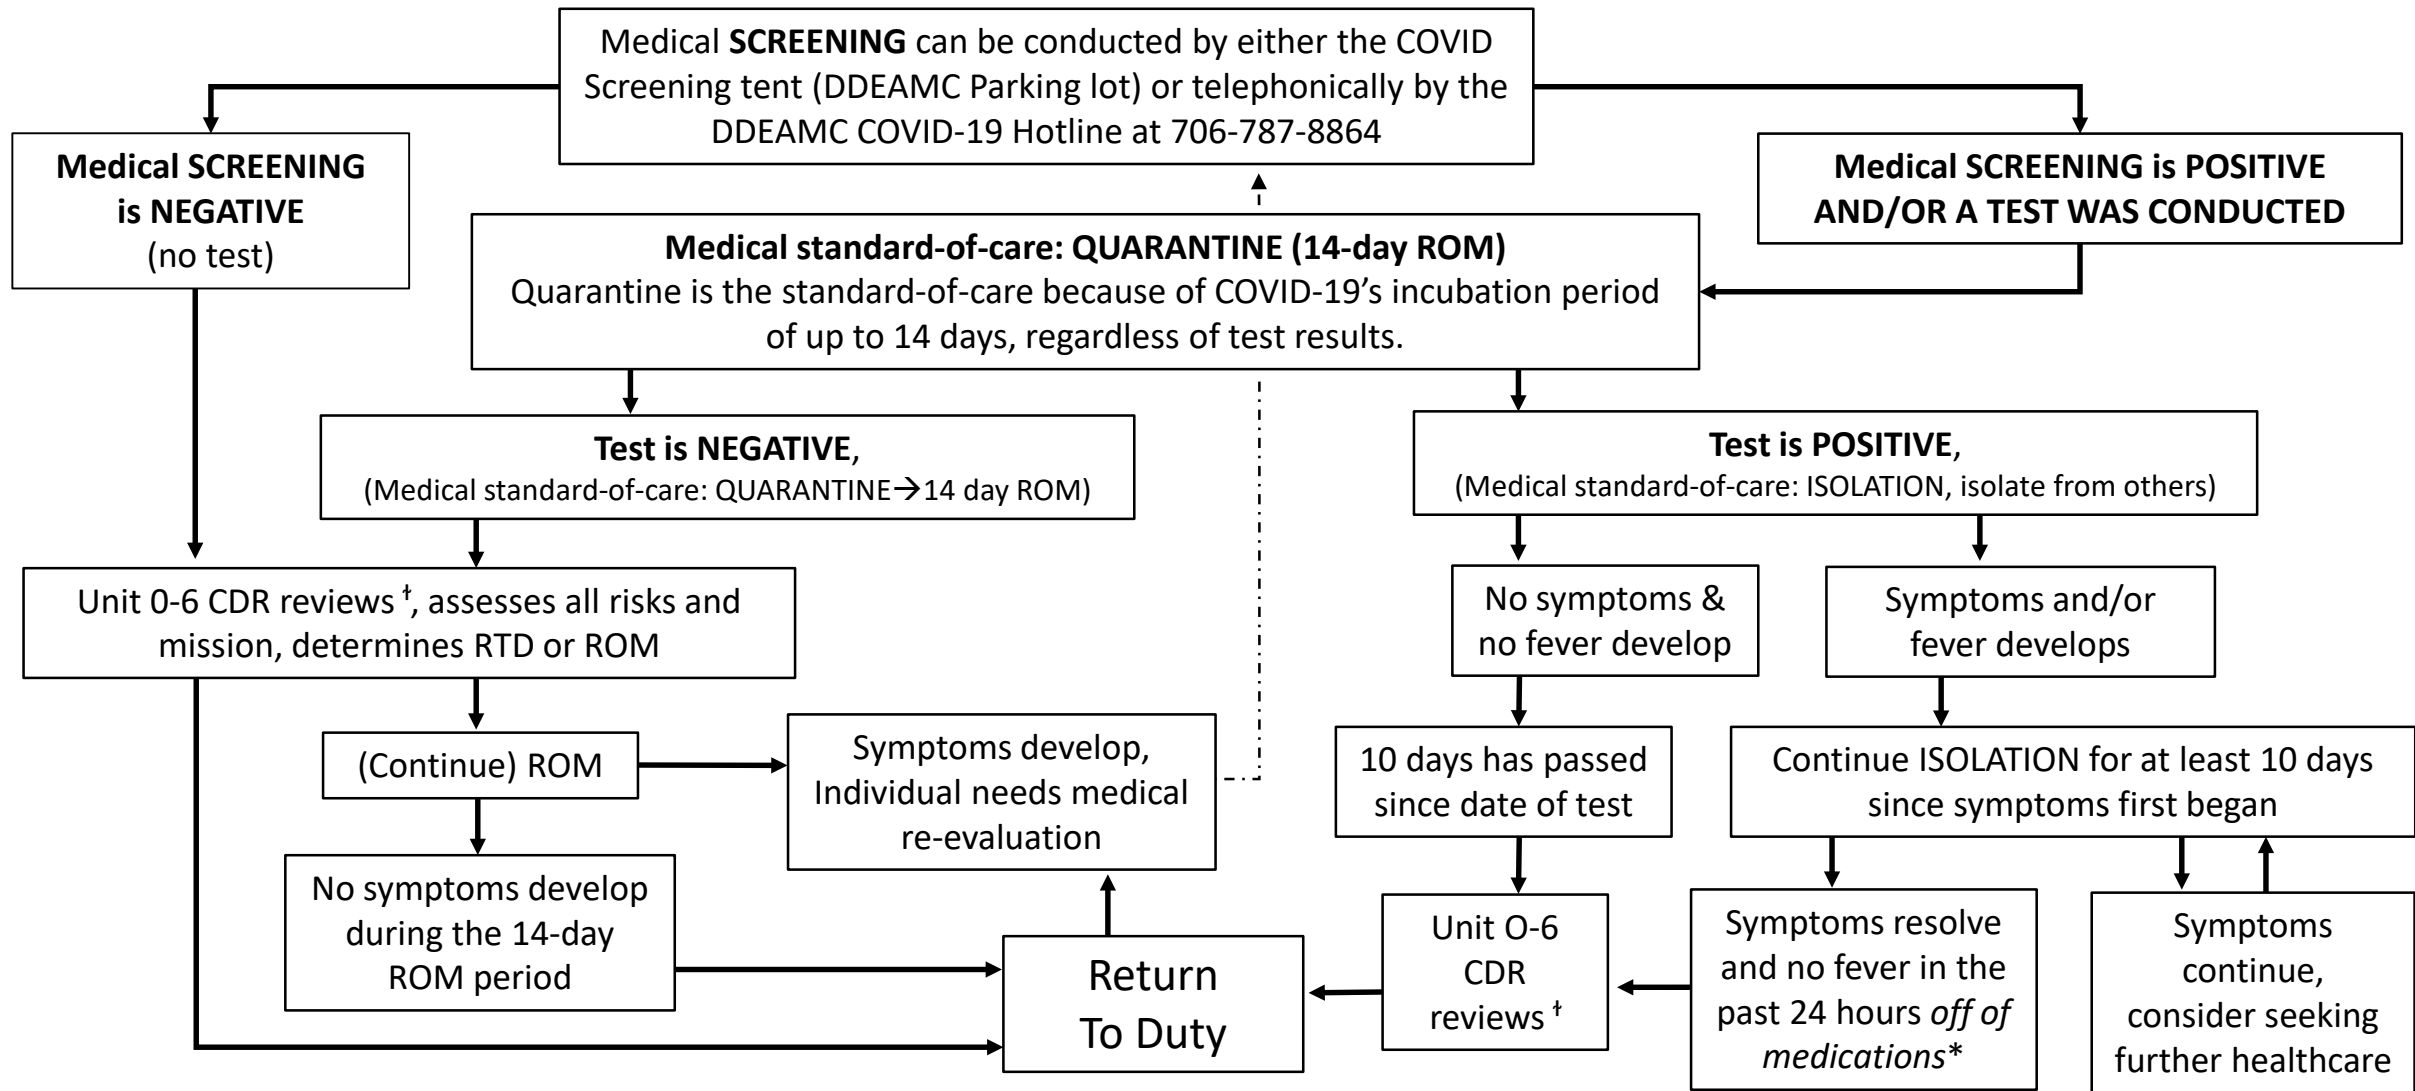 Medical SCREENING can be conducted by either the COVID
Screening tent (DDEAMC Parking lot) or telephonically by the
DDEAMC COVID-19 Hotline at 706-787-8864
Medical SCREENING
is NEGATIVE
(no test)
Medical SCREENING is POSITIVE
AND/OR A TEST WAS CONDUCTED
Medical standard-of-care: QUARANTINE (14-day ROM)
Quarantine is the standard-of-care because of COVID-19’s incubation period
of up to 14 days, regardless of test results.
Test is NEGATIVE,
(Medical standard-of-care: QUARANTINE→14 day ROM)
Test is POSITIVE,
(Medical standard-of-care: ISOLATION, isolate from others)
Unit 0-6 CDR reviews ƚ, assesses all risks and
mission, determines RTD or ROM
No symptoms &
no fever develop
Symptoms and/or
fever develops
(Continue) ROM
Symptoms develop,
Individual needs medical
re-evaluation
10 days has passed
since date of test
Continue ISOLATION for at least 10 days
since symptoms first began
No symptoms develop
during the 14-day
ROM period
Return
To Duty
Unit O-6
CDR
reviews ƚ
Symptoms resolve
and no fever in the
past 24 hours off of
medications*
Symptoms
continue,
consider seeking
further healthcare